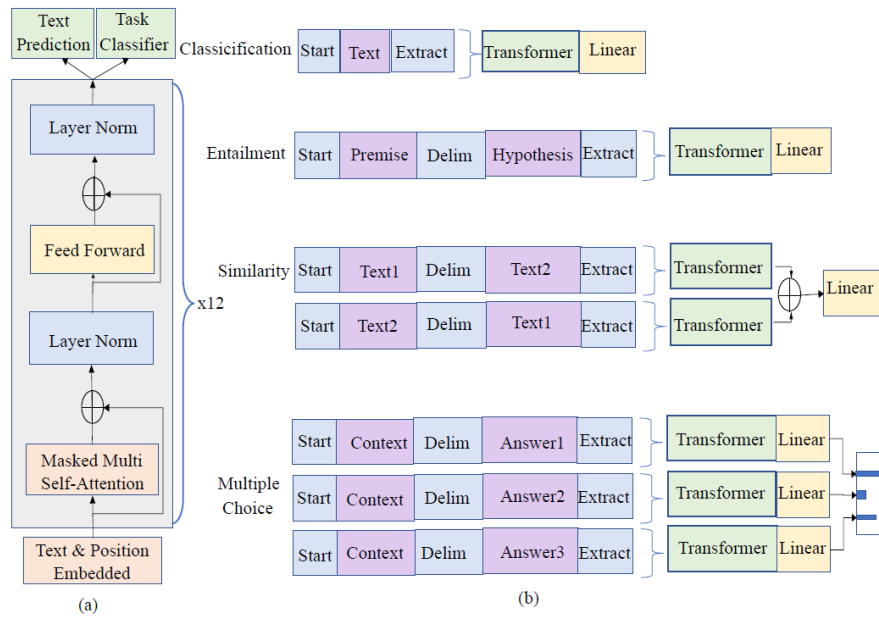 Text
Prediction
Task
Classifier
Layer Norm
Feed Forward
Layer Norm
Masked Multi
Self-Attention
Text & Position
Embedded
x12
(a)
Classicification
Start Text Extract Transformer Linear
Entailment
Start Premise Delim Hypothesis Extract Transformer Linear
Similarity
Start Text1 Delim Text2 Extract Transformer
Start Text2 Delim Text1 Extract Transformer
Linear
Multiple
Choice
Start Context Delim Answer1 Extract Transformer Linear
Start Context Delim Answer2 Extract Transformer Linear
Start Context Delim Answer3 Extract Transformer Linear
(b)